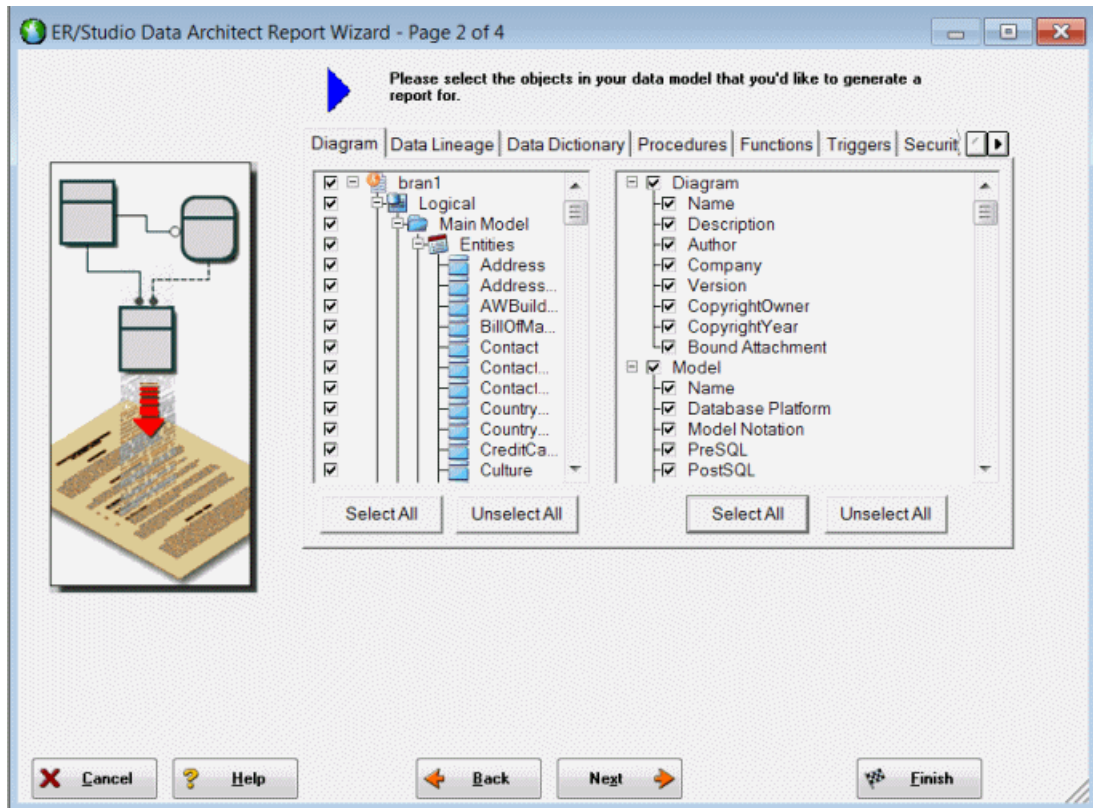 ER/Studio Data Architect Report Wizard - Page 2 of 4
Please select the objects in your data model that you'd like to generate a
report for.
Diagram Data Lineage Data Dictionary Procedures Functions Triggers Securit
bran1
Logical
Main Model
Entities
Address
Address...
AWBuild...
BillOfMa...
Contact
Contact...
Contact...
Country...
Country...
CreditCa...
Culture
Diagram
Name
Description
Author
Company
Version
CopyrightOwner
CopyrightYear
Bound Attachment
Model
Name
Database Platform
Model Notation
PreSQL
PostSQL
Select All Unselect All Select All Unselect All
Cancel Help Back Next Finish